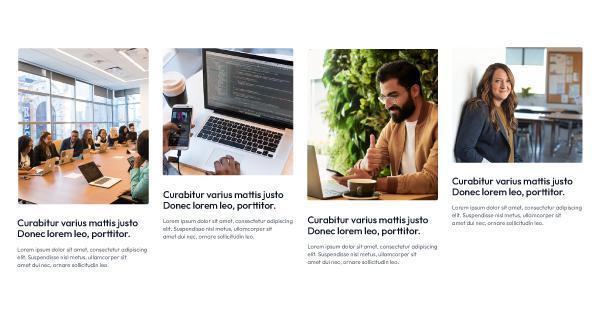 Curabitur varius mattis justo
Donec lorem leo, porttitor.
Lorem ipsum dolor sit amet, consectetur adipiscing
elit. Suspendisse nisl metus, ullamcorper sit
amet dui nec, ornare sollicitudin leo.
Curabitur varius mattis justo
Donec lorem leo, porttitor.
Lorem ipsum dolor sit amet, consectetur adipiscing
elit. Suspendisse nisl metus, ullamcorper sit
amet dui nec, ornare sollicitudin leo.
Curabitur varius mattis justo
Donec lorem leo, porttitor.
Lorem ipsum dolor sit amet, consectetur adipiscing
elit. Suspendisse nisl metus, ullamcorper sit
amet dui nec, ornare sollicitudin leo.
Curabitur varius mattis justo
Donec lorem leo, porttitor.
Lorem ipsum dolor sit amet, consectetur adipiscing
elit. Suspendisse nisl metus, ullamcorper sit
amet dui nec, ornare sollicitudin leo.